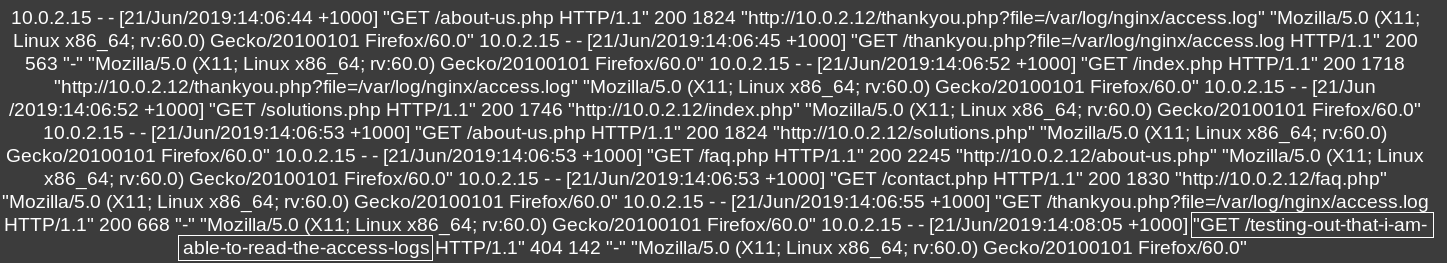 10.0.2.15 - - [21/Jun/2019:14:06:44 +1000] "GET /about-us.php HTTP/1.1" 200 1824 "http://10.0.2.12/thankyou.php?file=/var/log/nginx/access.log" "Mozilla/5.0 (X11;
Linux x86_64; rv:60.0) Gecko/20100101 Firefox/60.0" 10.0.2.15 - - [21/Jun/2019:14:06:45 +1000] "GET /thankyou.php?file=/var/log/nginx/access.log HTTP/1.1" 200
563 "-" "Mozilla/5.0 (X11; Linux x86_64; rv:60.0) Gecko/20100101 Firefox/60.0" 10.0.2.15 - - [21/Jun/2019:14:06:52 +1000] "GET /index.php HTTP/1.1" 200 1718
"http://10.0.2.12/thankyou.php?file=/var/log/nginx/access.log" "Mozilla/5.0 (X11; Linux x86_64; rv:60.0) Gecko/20100101 Firefox/60.0" 10.0.2.15 - - [21/Jun
/2019:14:06:52 +1000] "GET /solutions.php HTTP/1.1" 200 1746 "http://10.0.2.12/index.php" "Mozilla/5.0 (X11; Linux x86_64; rv:60.0) Gecko/20100101 Firefox/60.0"
10.0.2.15 - - [21/Jun/2019:14:06:53 +1000] "GET /about-us.php HTTP/1.1" 200 1824 "http://10.0.2.12/solutions.php" "Mozilla/5.0 (X11; Linux x86_64; rv:60.0)
Gecko/20100101 Firefox/60.0" 10.0.2.15 - - [21/Jun/2019:14:06:53 +1000] "GET /faq.php HTTP/1.1" 200 2245 "http://10.0.2.12/about-us.php" "Mozilla/5.0 (X11; Linux
x86_64; rv:60.0) Gecko/20100101 Firefox/60.0" 10.0.2.15 - - [21/Jun/2019:14:06:53 +1000] "GET /contact.php HTTP/1.1" 200 1830 "http://10.0.2.12/faq.php"
"Mozilla/5.0 (X11; Linux x86_64; rv:60.0) Gecko/20100101 Firefox/60.0" 10.0.2.15 - - [21/Jun/2019:14:06:55 +1000] "GET /thankyou.php?file=/var/log/nginx/access.log
HTTP/1.1" 200 668 "-" "Mozilla/5.0 (X11; Linux x86_64; rv:60.0) Gecko/20100101 Firefox/60.0" 10.0.2.15 - - [21/Jun/2019:14:08:05 +1000] "GET /testing-out-that-i-am-
able-to-read-the-access-logs HTTP/1.1" 404 142 "-" "Mozilla/5.0 (X11; Linux x86_64; rv:60.0) Gecko/20100101 Firefox/60.0"